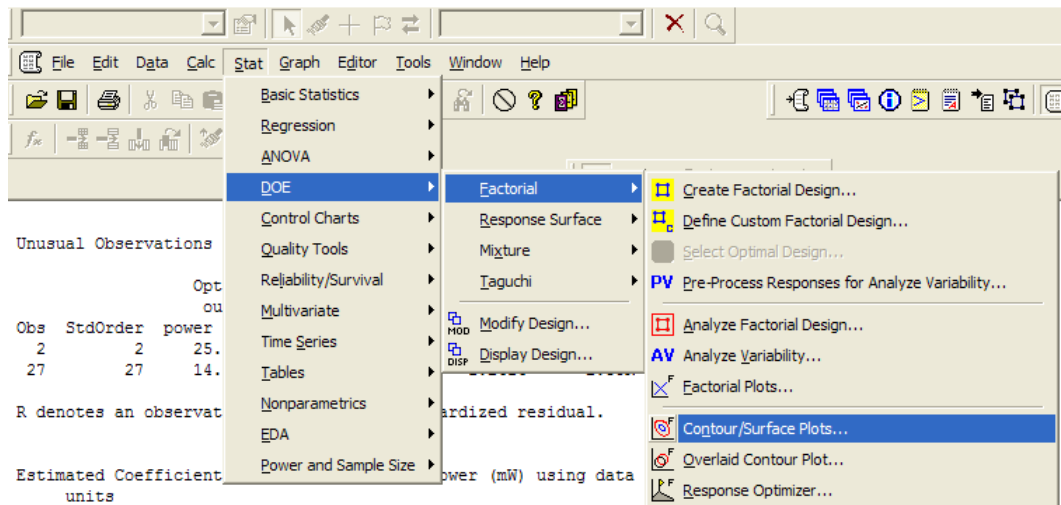 File Edit Data Calc Stat Graph Editor Tools Window Help
Basic Statistics
Regression
ANOVA
DOE
Control Charts
Quality Tools
Reliability/Survival
Multivariate
Time Series
Tables
Nonparametrics
EDA
Power and Sample Size
Factorial
Response Surface
Mixture
Taguchi
MOD Modify Design...
DISP Display Design...
Create Factorial Design...
Define Custom Factorial Design...
Select Optimal Design...
PV Pre-Process Responses for Analyze Variability...
Analyze Factorial Design...
AV Analyze Variability...
Factorial Plots...
Contour/Surface Plots...
Overlaid Contour Plot...
Response Optimizer...
Unusual Observations
Opt
ou
Obs StdOrder power
2 2 25.
27 27 14.
R denotes an observat ardized residual.
Estimated Coefficient ower (mW) using data
units